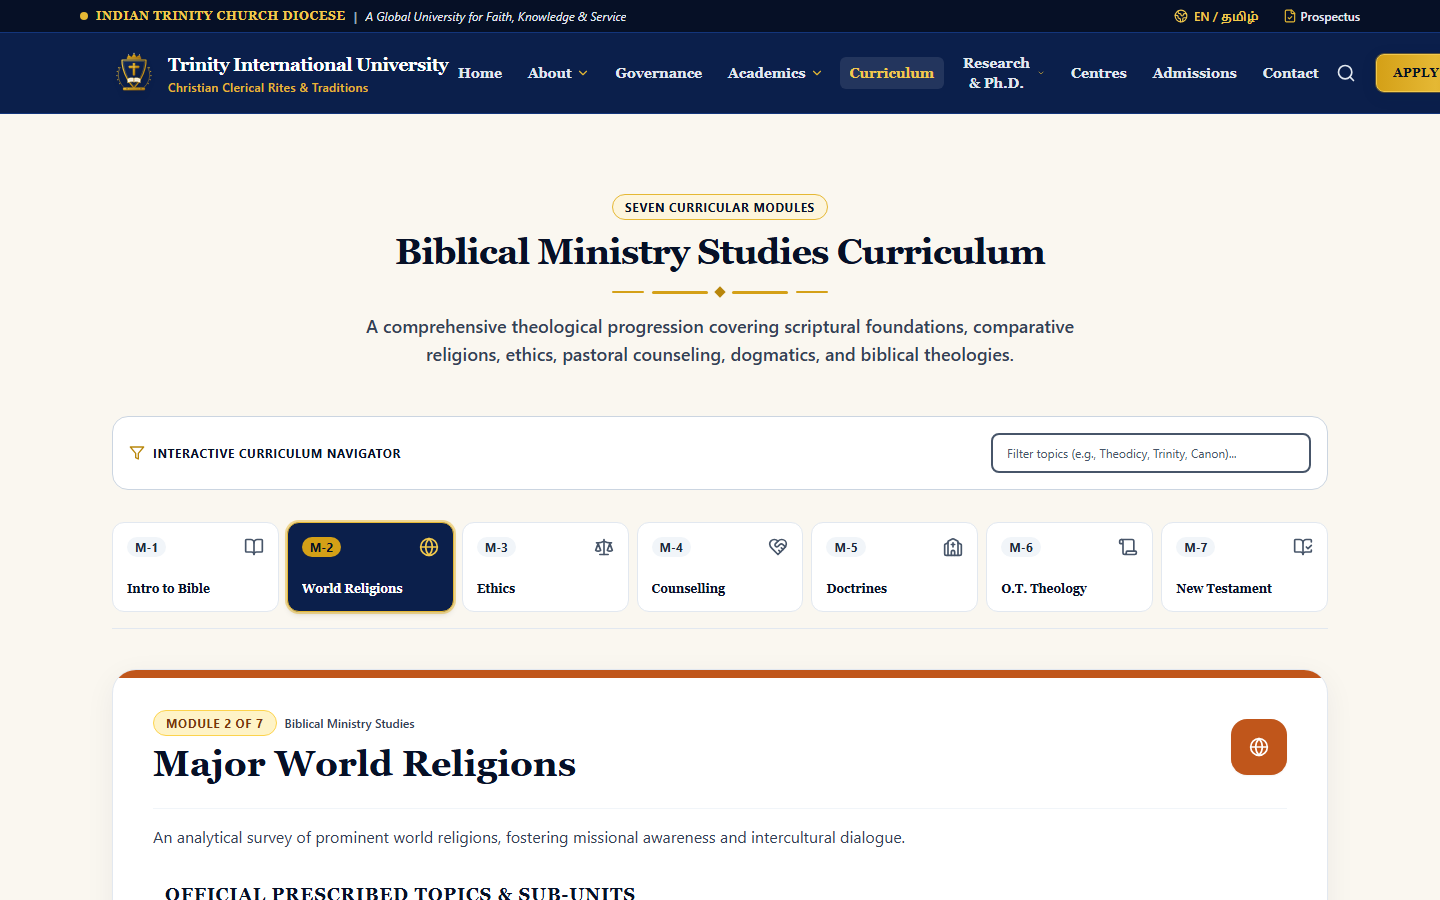 INDIAN TRINITY CHURCH DIOCESE | A Global University for Faith, Knowledge & Service
EN / தமிழ்
Prospectus
Trinity International University
Christian Clerical Rites & Traditions
Home
About
Governance
Academics
Curriculum
Research
& Ph.D.
Centres
Admissions
Contact
APPLY
SEVEN CURRICULAR MODULES
Biblical Ministry Studies Curriculum
A comprehensive theological progression covering scriptural foundations, comparative
religions, ethics, pastoral counseling, dogmatics, and biblical theologies.
INTERACTIVE CURRICULUM NAVIGATOR
Filter topics (e.g., Theodicy, Trinity, Canon)...
M-1
Intro to Bible
M-2
World Religions
M-3
Ethics
M-4
Counselling
M-5
Doctrines
M-6
O.T. Theology
M-7
New Testament
MODULE 2 OF 7
Biblical Ministry Studies
Major World Religions
An analytical survey of prominent world religions, fostering missional awareness and intercultural dialogue.
OFFICIAL PRESCRIBED TOPICS & SUB-UNITS